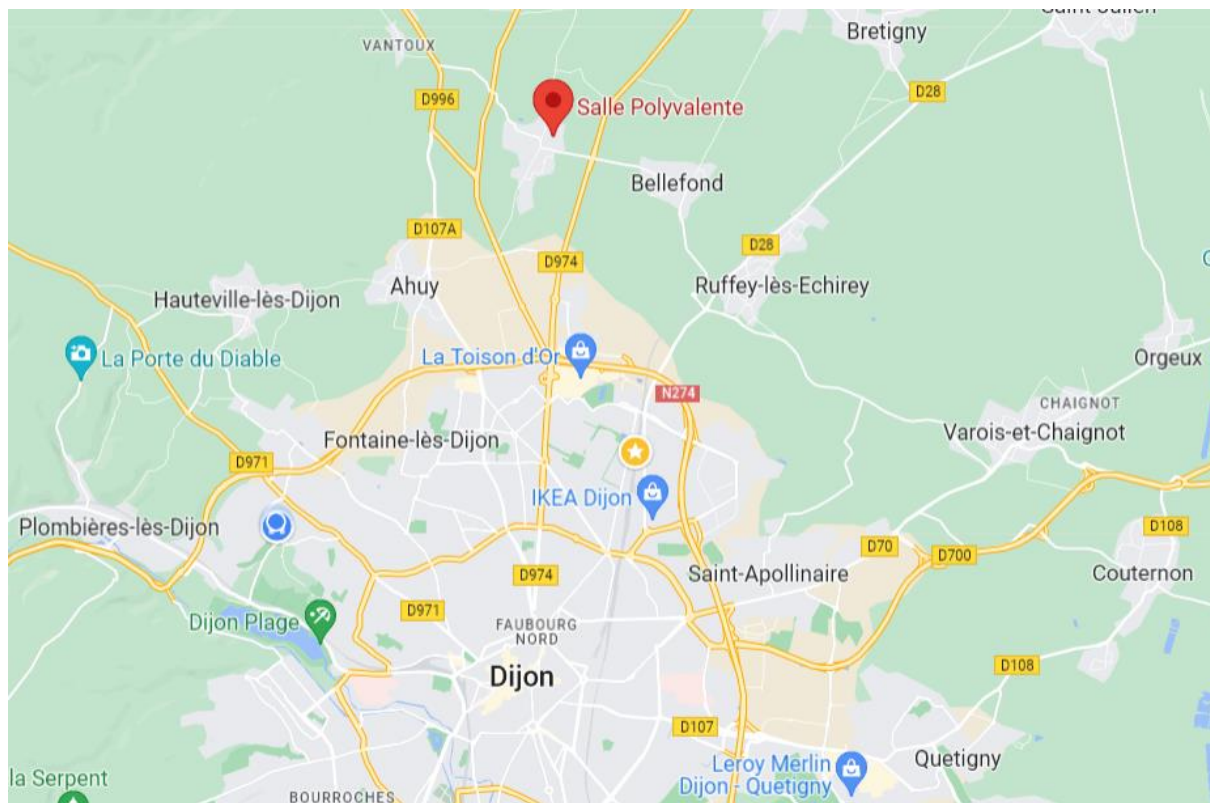 Saint-Julien
Bretigny
VANTOUX
D28
D996
Salle Polyvalente
Bellefond
D107A
D28
D974
Ahuy
Ruffey-lès-Echirey
Hauteville-lès-Dijon
La Toison d'Or
La Porte du Diable
Orgeux
N274
CHAIGNOT
Fontaine-lès-Dijon
Varois-et-Chaignot
D971
IKEA Dijon
Plombières-lès-Dijon
D108
D70
D700
D974
Saint-Apollinaire
Couternon
D971
Dijon Plage
FAUBOURG
NORD
D108
Dijon
D107
Quetigny
Leroy Merlin
Dijon - Quetigny
la Serpent
BOURROCHES